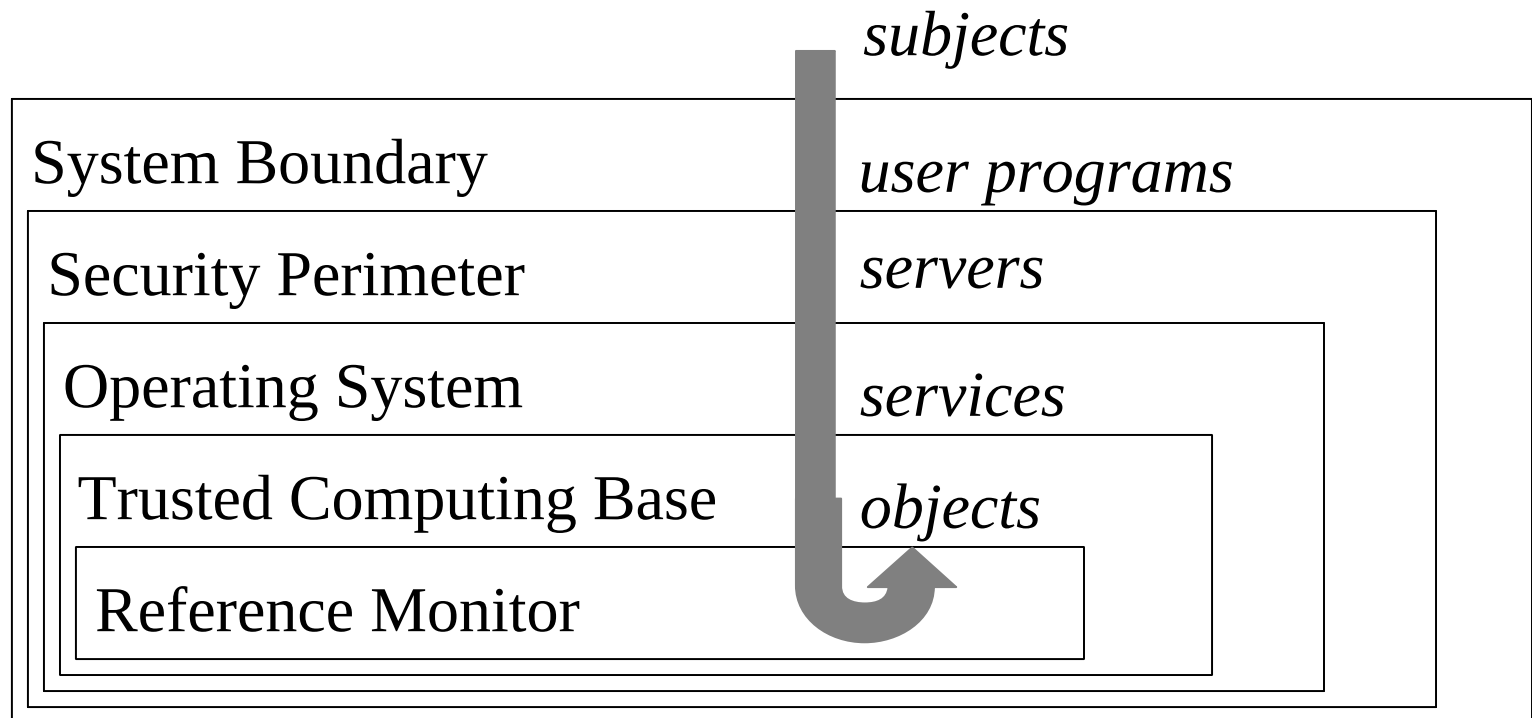 subjects
System Boundary
user programs
Security Perimeter
servers
Operating System
services
Trusted Computing Base
objects
Reference Monitor